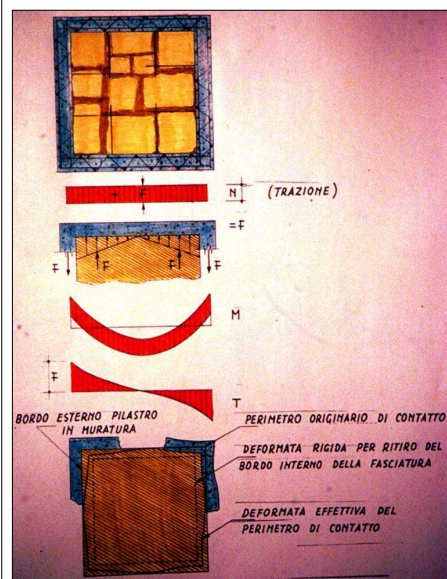 + F
N (TRAZIONE)
=F
F F F F
M
F
T
BORDO ESTERNO PILASTRO
IN MURATURA
PERIMETRO ORIGINARIO DI CONTATTO
DEFORMATA RIGIDA PER RITIRO DEL
BORDO INTERNO DELLA FASCIATURA
DEFORMATA EFFETTIVA DEL
PERIMETRO DI CONTATTO